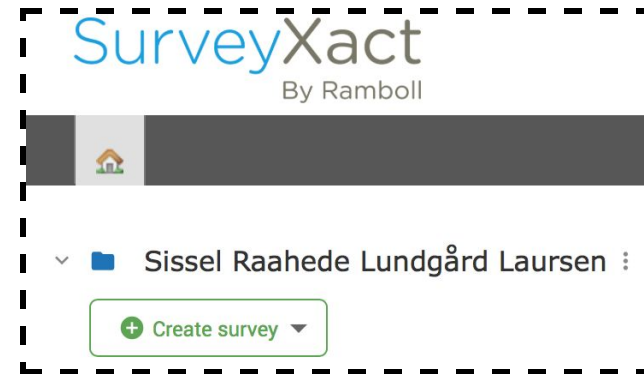 SurveyXact
By Ramboll
Sissel Raahede Lundgård Laursen
Create survey